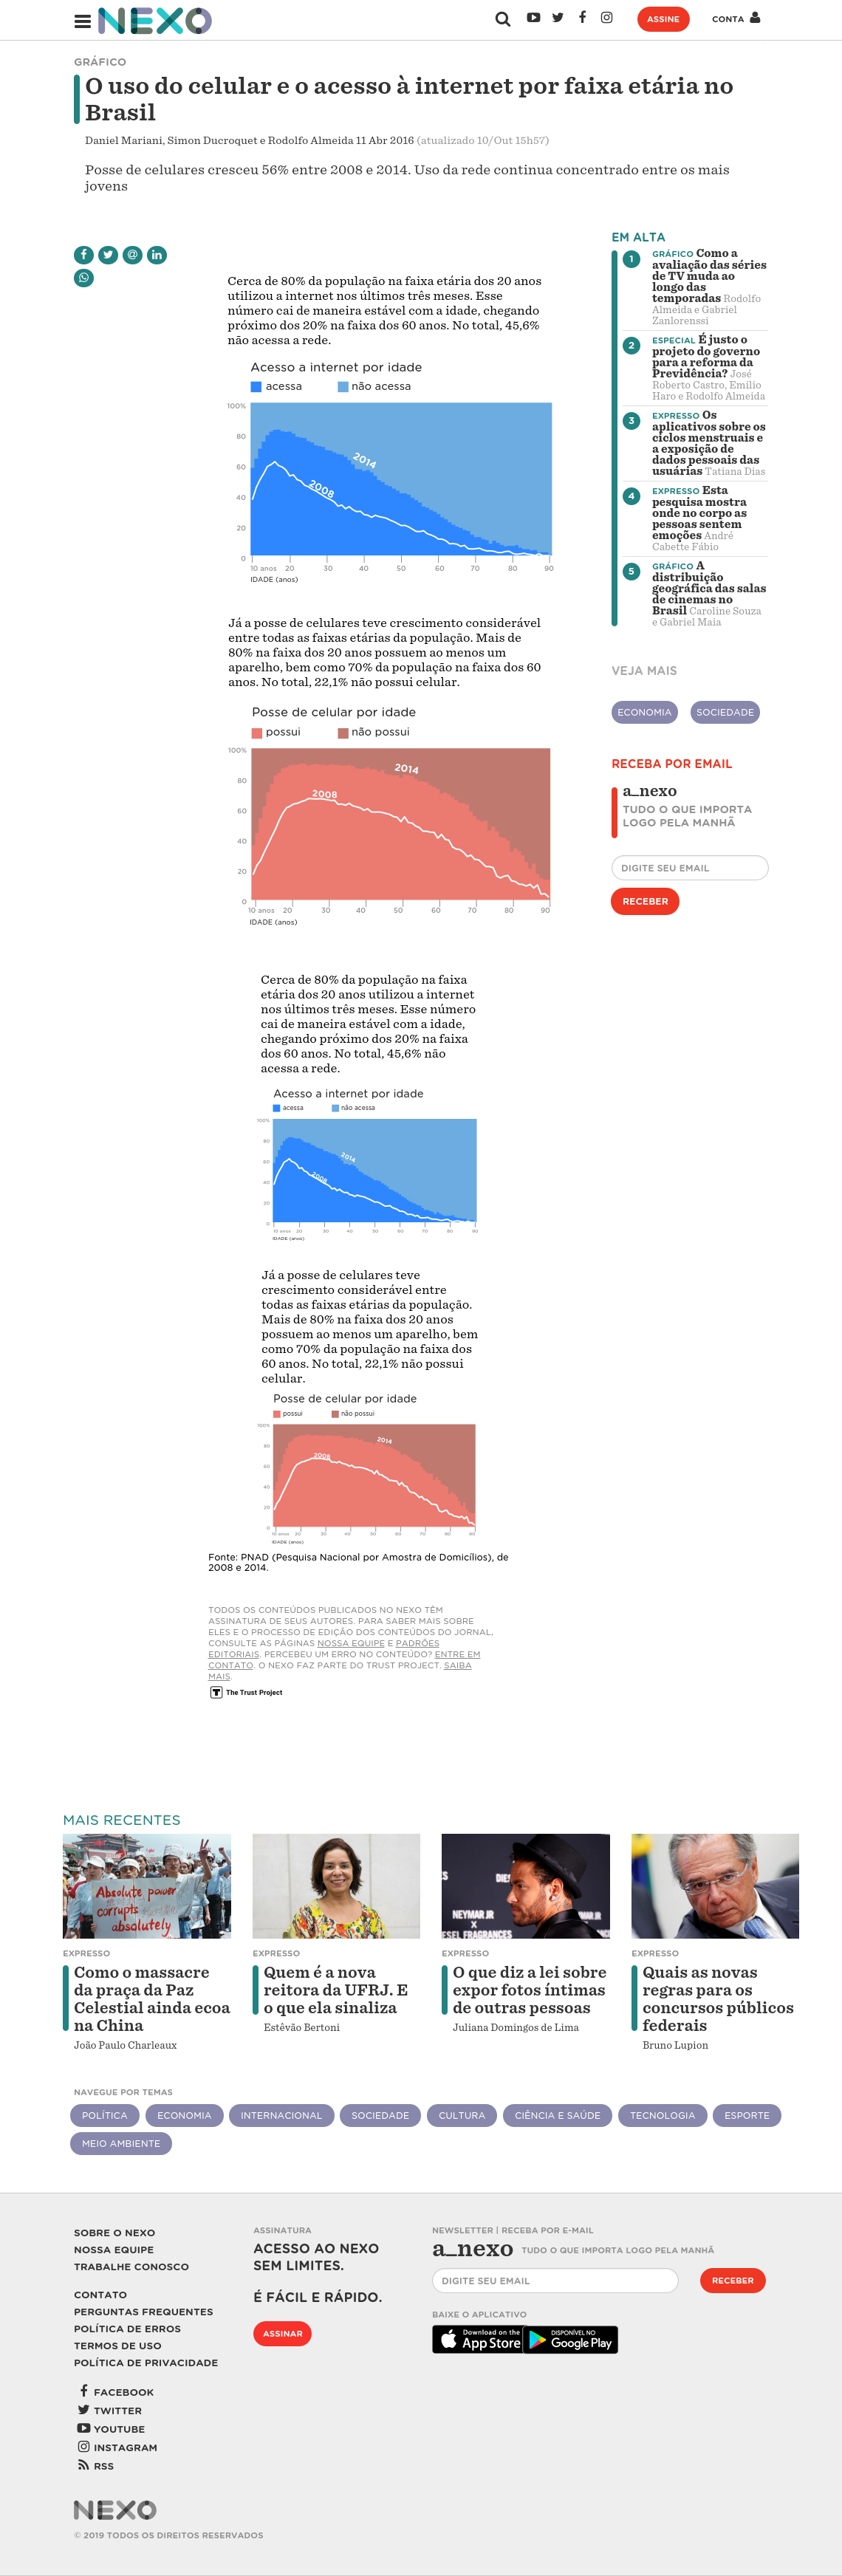 NEXO
ASSINE
CONTA
GRÁFICO
O uso do celular e o acesso à internet por faixa etária no
Brasil
Daniel Mariani, Simon Ducroquet e Rodolfo Almeida 11 Abr 2016 (atualizado 10/Out 15h57)
Posse de celulares cresceu 56% entre 2008 e 2014. Uso da rede continua concentrado entre os mais
jovens
Cerca de 80% da população na faixa etária dos 20 anos
utilizou a internet nos últimos três meses. Esse
número cai de maneira estável com a idade, chegando
próximo dos 20% na faixa dos 60 anos. No total, 45,6%
não acessa a rede.
Acesso a internet por idade
acessa não acessa
100%
80
60
40
20
0
2014
2008
10 anos 20 30 40 50 60 70 80 90
IDADE (anos)
Já a posse de celulares teve crescimento considerável
entre todas as faixas etárias da população. Mais de
80% na faixa dos 20 anos possuem ao menos um
aparelho, bem como 70% da população na faixa dos 60
anos. No total, 22,1% não possui celular.
Posse de celular por idade
possui não possui
100%
80
60
40
20
0
2014
2008
10 anos 20 30 40 50 60 70 80 90
IDADE (anos)
Cerca de 80% da população na faixa
etária dos 20 anos utilizou a internet
nos últimos três meses. Esse número
cai de maneira estável com a idade,
chegando próximo dos 20% na faixa
dos 60 anos. No total, 45,6% não
acessa a rede.
Acesso a internet por idade
acessa não acessa
100%
80
60
40
20
0
2014
2008
10 anos 20 30 40 50 60 70 80 90
IDADE (anos)
Já a posse de celulares teve
crescimento considerável entre
todas as faixas etárias da população.
Mais de 80% na faixa dos 20 anos
possuem ao menos um aparelho, bem
como 70% da população na faixa dos
60 anos. No total, 22,1% não possui
celular.
Posse de celular por idade
possui não possui
100%
80
60
40
20
0
2014
2008
10 anos 20 30 40 50 60 70 80 90
IDADE (anos)
Fonte: PNAD (Pesquisa Nacional por Amostra de Domicílios), de
2008 e 2014.
TODOS OS CONTEÚDOS PUBLICADOS NO NEXO TÊM
ASSINATURA DE SEUS AUTORES. PARA SABER MAIS SOBRE
ELES E O PROCESSO DE EDIÇÃO DOS CONTEÚDOS DO JORNAL,
CONSULTE AS PÁGINAS NOSSA EQUIPE E PADRÕES
EDITORIAIS. PERCEBEU UM ERRO NO CONTEÚDO? ENTRE EM
CONTATO. O NEXO FAZ PARTE DO TRUST PROJECT. SAIBA
MAIS.
T The Trust Project
EM ALTA
1
GRÁFICO Como a
avaliação das séries
de TV muda ao
longo das
temporadas Rodolfo
Almeida e Gabriel
Zanlorenssi
2
ESPECIAL É justo o
projeto do governo
para a reforma da
Previdência? José
Roberto Castro, Emilio
Haro e Rodolfo Almeida
3
EXPRESSO Os
aplicativos sobre os
ciclos menstruais e
a exposição de
dados pessoais das
usuárias Tatiana Dias
4
EXPRESSO Esta
pesquisa mostra
onde no corpo as
pessoas sentem
emoções André
Cabette Fábio
5
GRÁFICO A
distribuição
geográfica das salas
de cinemas no
Brasil Caroline Souza
e Gabriel Maia
VEJA MAIS
ECONOMIA SOCIEDADE
RECEBA POR EMAIL
a_nexo
TUDO O QUE IMPORTA
LOGO PELA MANHÃ
DIGITE SEU EMAIL
RECEBER
MAIS RECENTES
Absolute power
corrupts
absolutely
EXPRESSO
Como o massacre
da praça da Paz
Celestial ainda ecoa
na China
João Paulo Charleaux
EXPRESSO
Quem é a nova
reitora da UFRJ. E
o que ela sinaliza
Estêvão Bertoni
NEYMAR JR
X
ESEL FRAGRANCES
EXPRESSO
O que diz a lei sobre
expor fotos íntimas
de outras pessoas
Juliana Domingos de Lima
EXPRESSO
Quais as novas
regras para os
concursos públicos
federais
Bruno Lupion
NAVEGUE POR TEMAS
POLÍTICA ECONOMIA INTERNACIONAL SOCIEDADE CULTURA CIÊNCIA E SAÚDE TECNOLOGIA ESPORTE
MEIO AMBIENTE
SOBRE O NEXO
NOSSA EQUIPE
TRABALHE CONOSCO
CONTATO
PERGUNTAS FREQUENTES
POLÍTICA DE ERROS
TERMOS DE USO
POLÍTICA DE PRIVACIDADE
FACEBOOK
TWITTER
YOUTUBE
INSTAGRAM
RSS
ASSINATURA
ACESSO AO NEXO
SEM LIMITES.
É FÁCIL E RÁPIDO.
ASSINAR
NEWSLETTER | RECEBA POR E-MAIL
a_nexo TUDO O QUE IMPORTA LOGO PELA MANHÃ
DIGITE SEU EMAIL
RECEBER
BAIXE O APLICATIVO
Download on the
App Store
DISPONÍVEL NO
Google Play
NEXO
© 2019 TODOS OS DIREITOS RESERVADOS